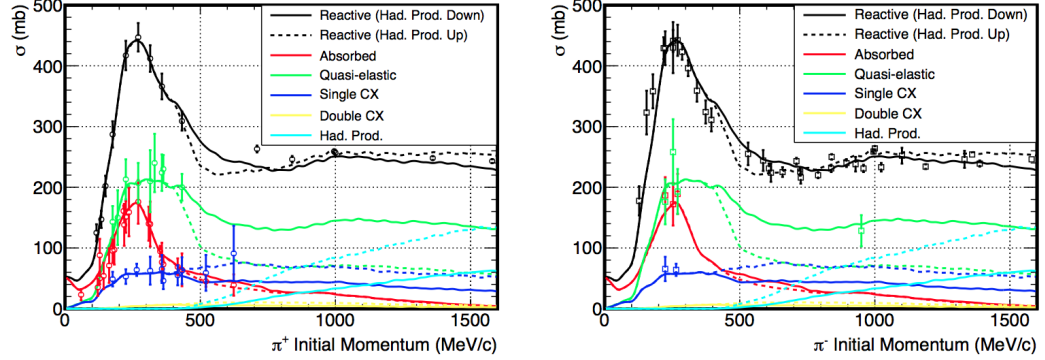 σ (mb)
500
400
300
200
100
0
0
500
1000
1500
π+ Initial Momentum (MeV/c)
Reactive (Had. Prod. Down)
Reactive (Had. Prod. Up)
Absorbed
Quasi-elastic
Single CX
Double CX
Had. Prod.
σ (mb)
500
400
300
200
100
0
0
500
1000
1500
π- Initial Momentum (MeV/c)
Reactive (Had. Prod. Down)
Reactive (Had. Prod. Up)
Absorbed
Quasi-elastic
Single CX
Double CX
Had. Prod.